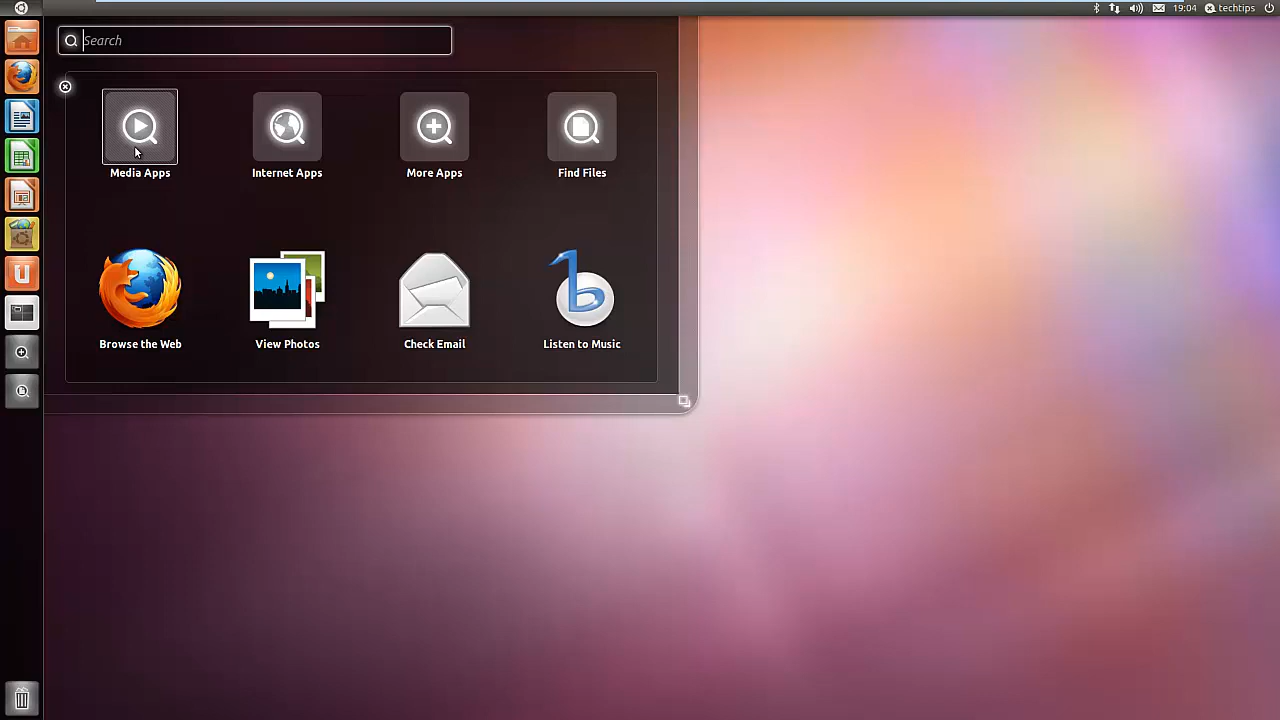 19:04 techtips
Search
Media Apps Internet Apps More Apps Find Files
Browse the Web View Photos Check Email Listen to Music